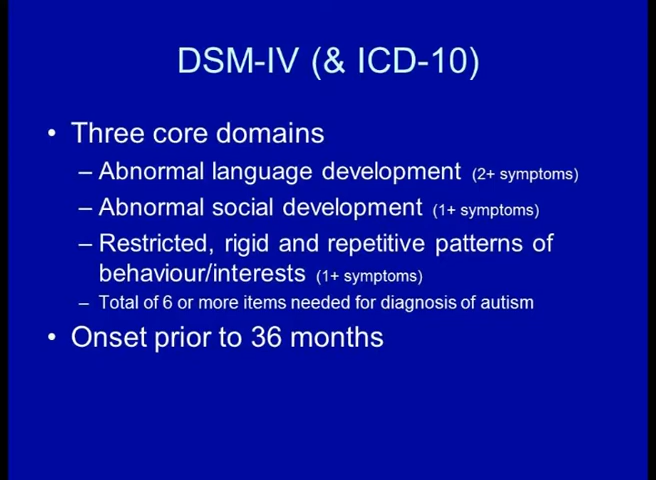 DSM-IV (& ICD-10)
• Three core domains
– Abnormal language development (2+ symptoms)
– Abnormal social development (1+ symptoms)
– Restricted, rigid and repetitive patterns of
behaviour/interests (1+ symptoms)
– Total of 6 or more items needed for diagnosis of autism
• Onset prior to 36 months